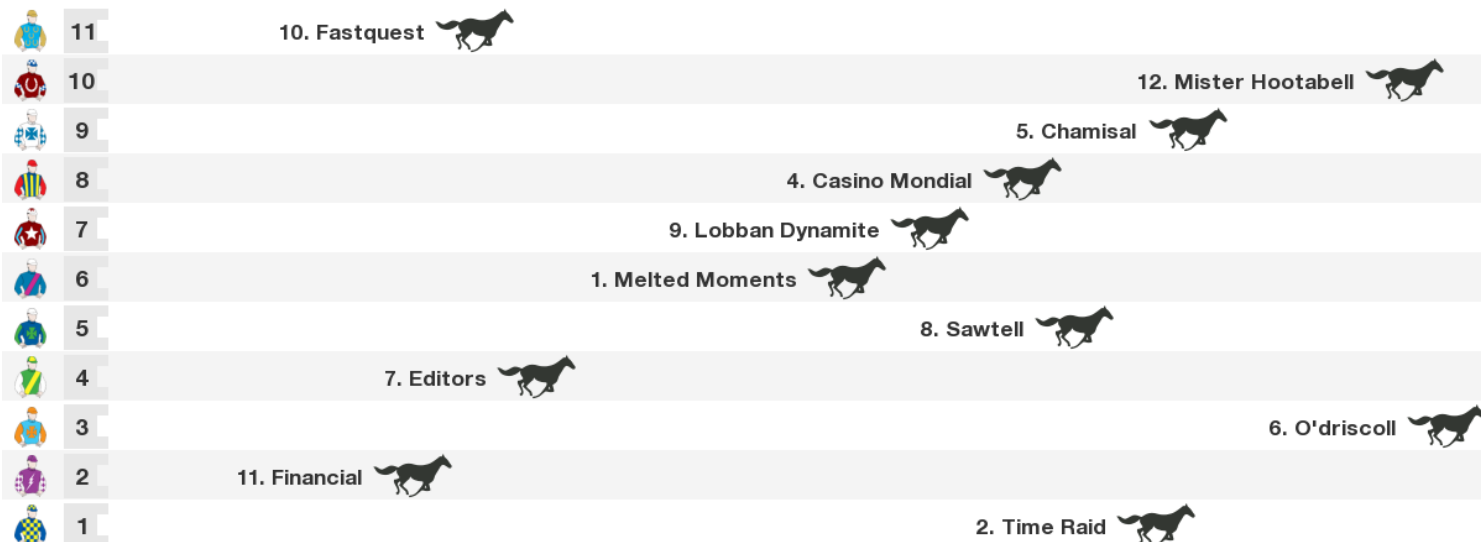 11 10. Fastquest
10 12. Mister Hootabell
9 5. Chamisal
8 4. Casino Mondial
7 9. Lobban Dynamite
6 1. Melted Moments
5 8. Sawtell
4 7. Editors
3 6. O'driscoll
2 11. Financial
1 2. Time Raid